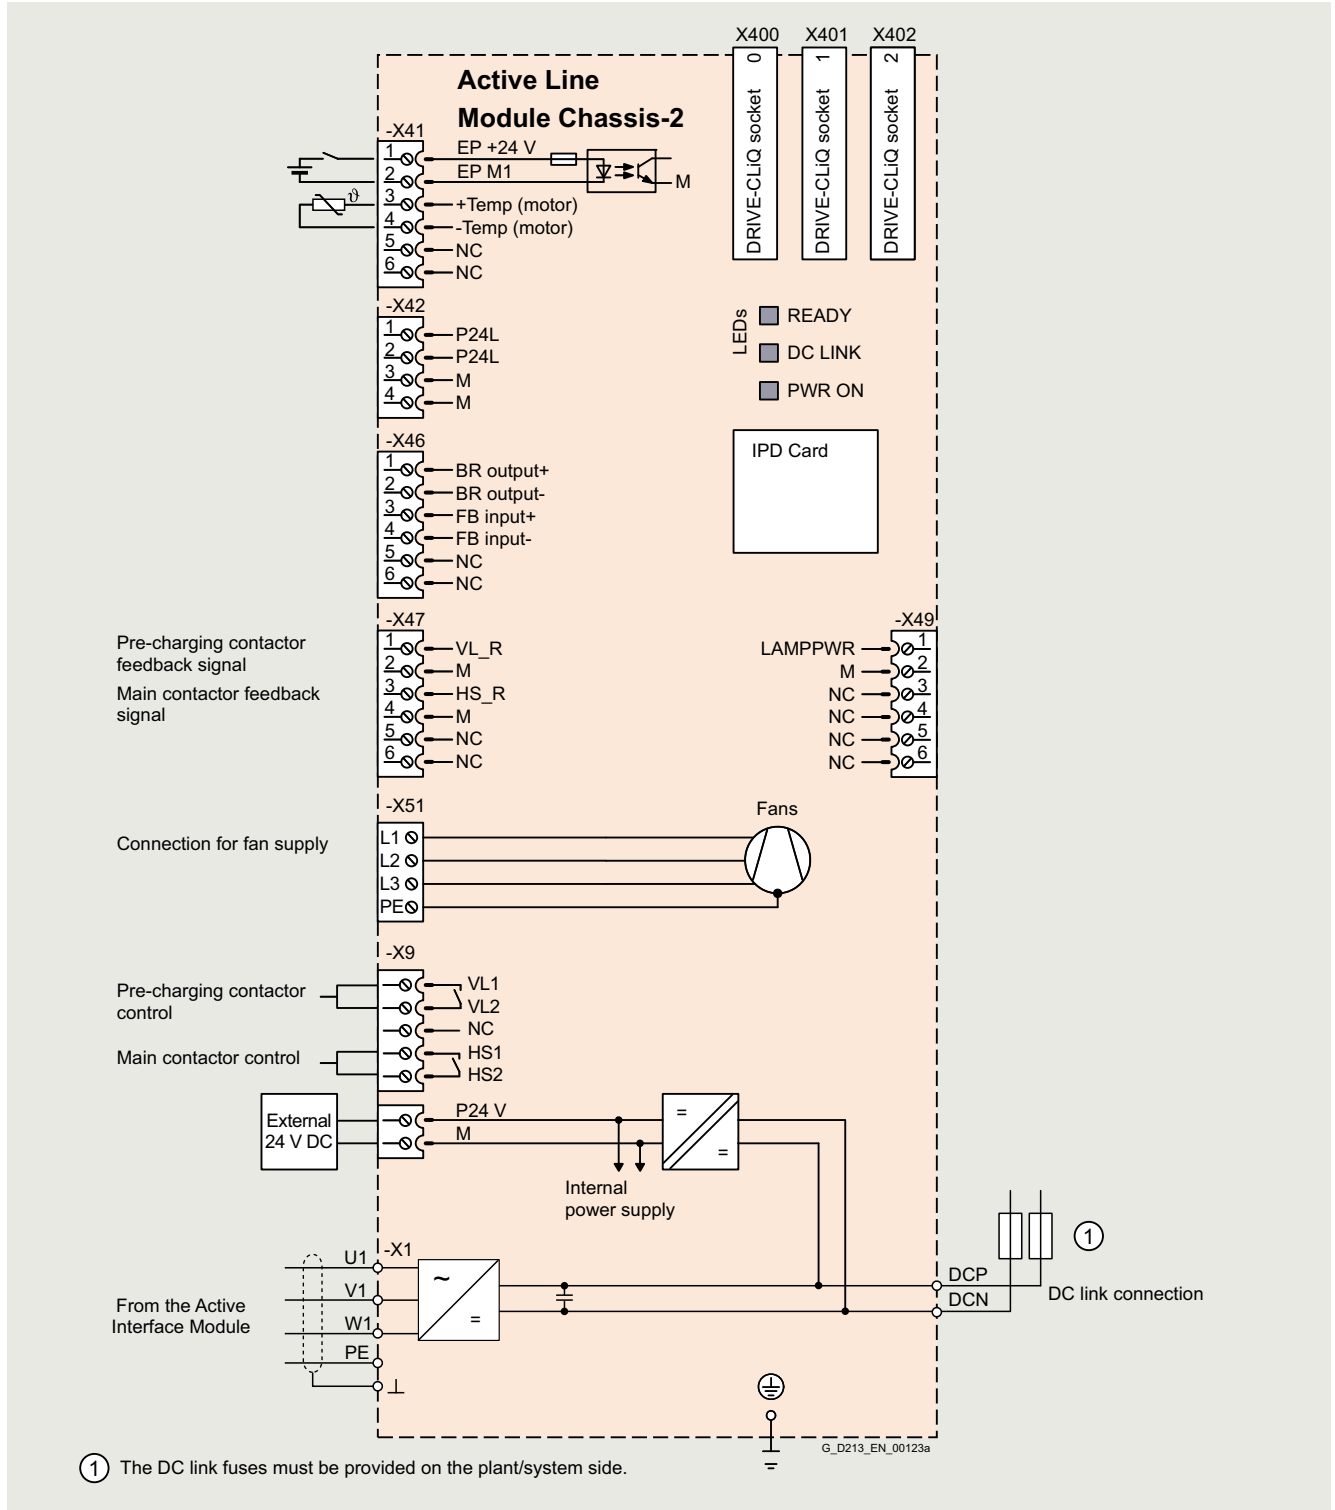 X400 X401 X402
Active Line
Module Chassis-2
0 DRIVE-CLiQ socket
1 DRIVE-CLiQ socket
2 DRIVE-CLiQ socket
-X41
1 EP +24 V
2 EP M1
M
3 +Temp (motor)
ϑ
4 -Temp (motor)
5 NC
6 NC
-X42
1 P24L
2 P24L
3 M
4 M
LEDs
READY
DC LINK
PWR ON
IPD Card
-X46
1 BR output+
2 BR output-
3 FB input+
4 FB input-
5 NC
6 NC
Pre-charging contactor
feedback signal
Main contactor feedback
signal
-X47
1 VL_R
2 M
3 HS_R
4 M
5 NC
6 NC
-X49
LAMPPWR 1
M 2
NC 3
NC 4
NC 5
NC 6
Connection for fan supply
-X51
L1
L2
L3
PE
Fans
-X9
Pre-charging contactor
control
VL1
VL2
NC
Main contactor control
HS1
HS2
External
24 V DC
P24 V
M
=
=
Internal
power supply
From the Active
Interface Module
U1
V1
W1
PE
-X1
~
=
DCP
DCN
1
DC link connection
G_D213_EN_00123a
1 The DC link fuses must be provided on the plant/system side.